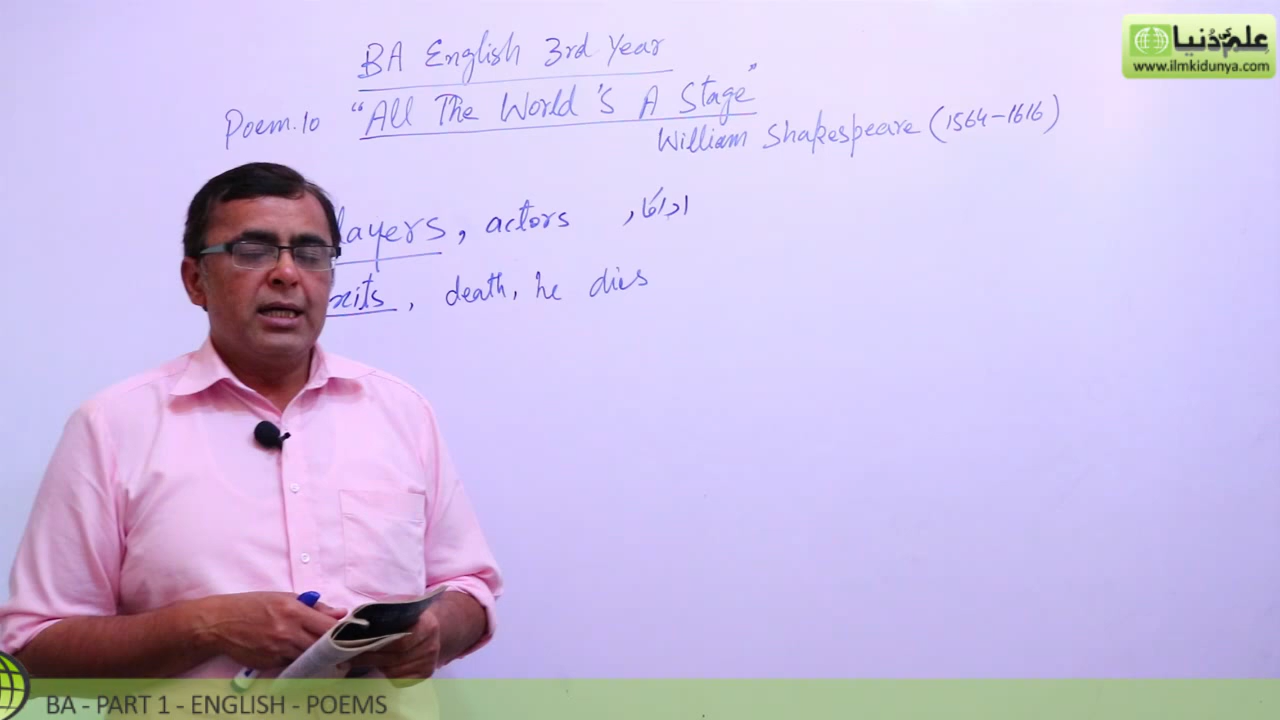 BA English 3rd Year
Poem.10 "All The World's A Stage"
William Shakespeare (1564-1616)
layers, actors , اداکار
xits, death, he dies
علم کی دُنیا
www.ilmkidunya.com
BA - PART 1 - ENGLISH - POEMS